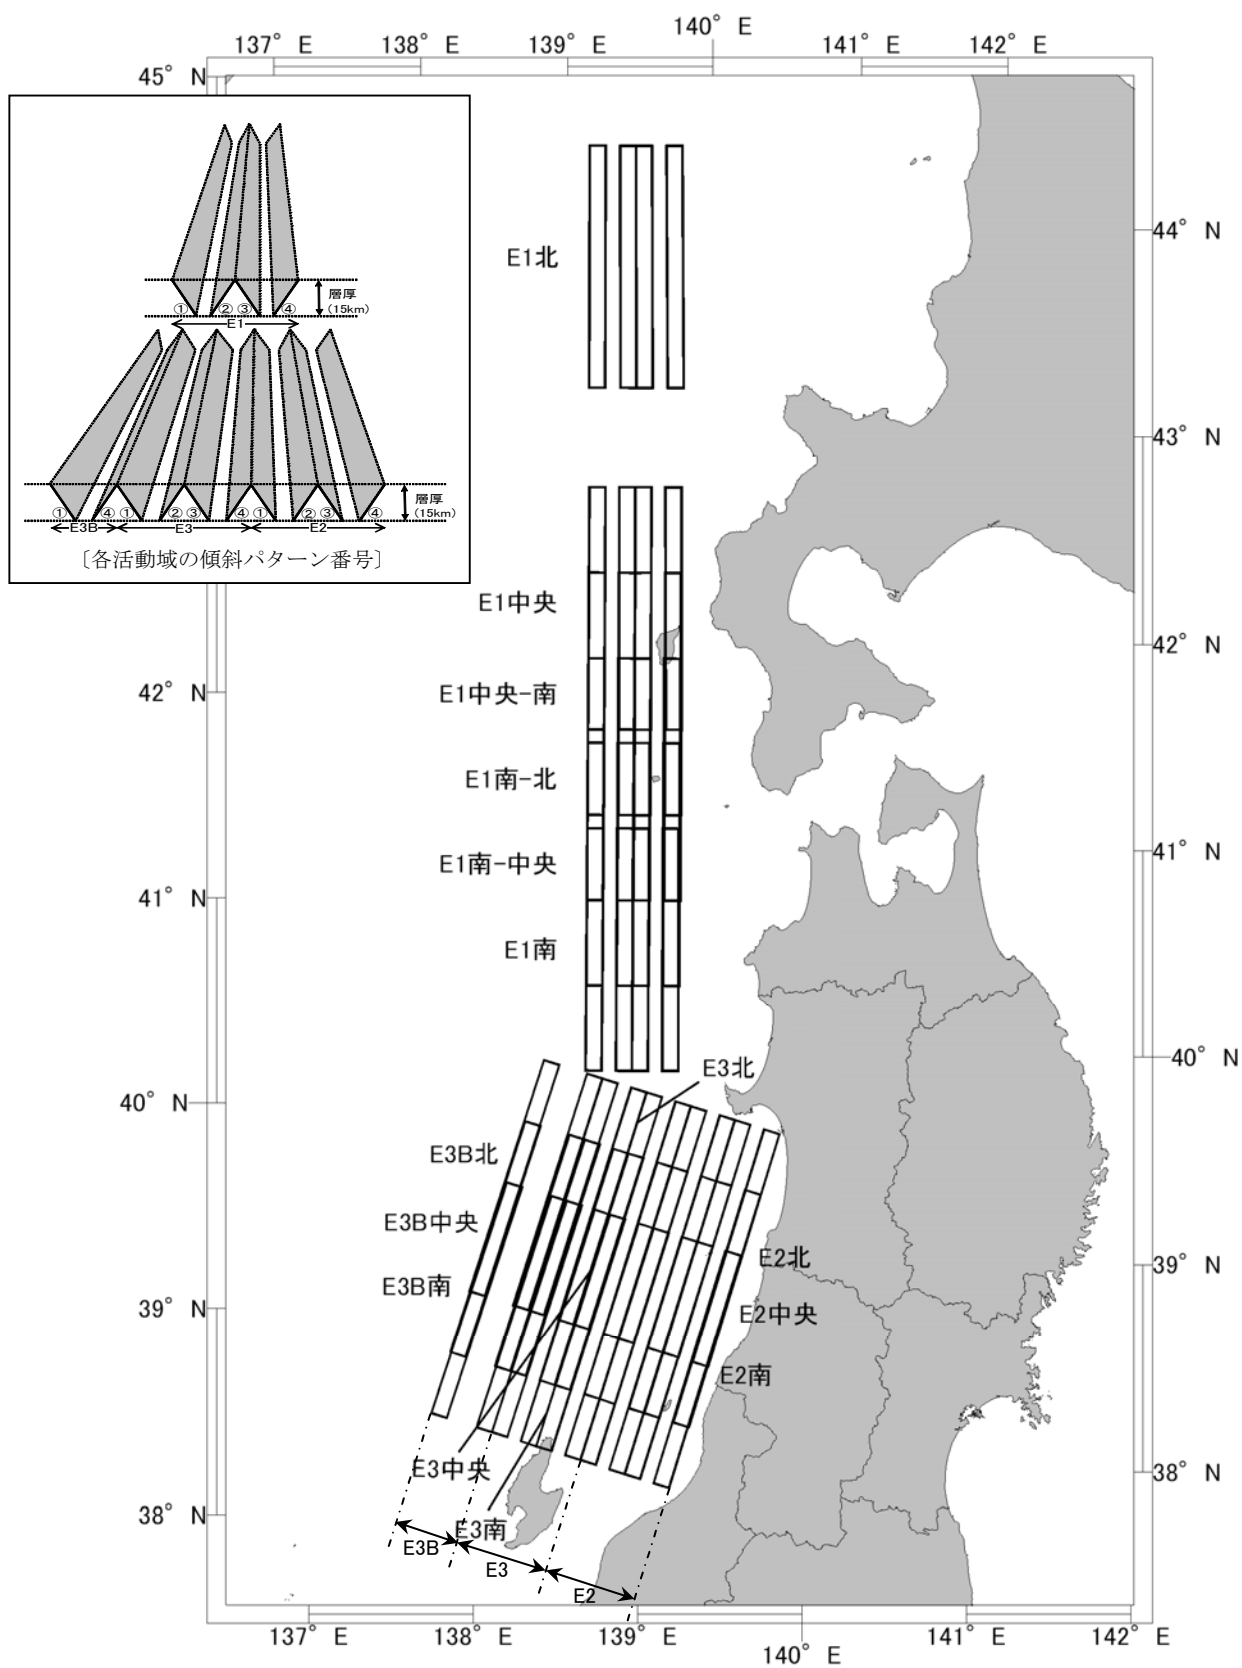 137° E
138° E
139° E
140° E
141° E
142° E
45° N
層厚
(15km)
① ② ③ ④
E1
層厚
(15km)
① ④ ① ② ③ ④ ① ② ③ ④
E3B E3 E2
〔各活動域の傾斜パターン番号〕
44° N
E1北
43° N
E1中央
42° N
42° N
E1中央-南
E1南-北
41° N
E1南-中央
41° N
E1南
40° N
E3北
40° N
E3B北
E3B中央
E2北
39° N
E3B南
39° N
E2中央
E2南
E3中央
38° N
38° N
E3南
E3B
E3
E2
137° E
138° E
139° E
140° E
141° E
142° E